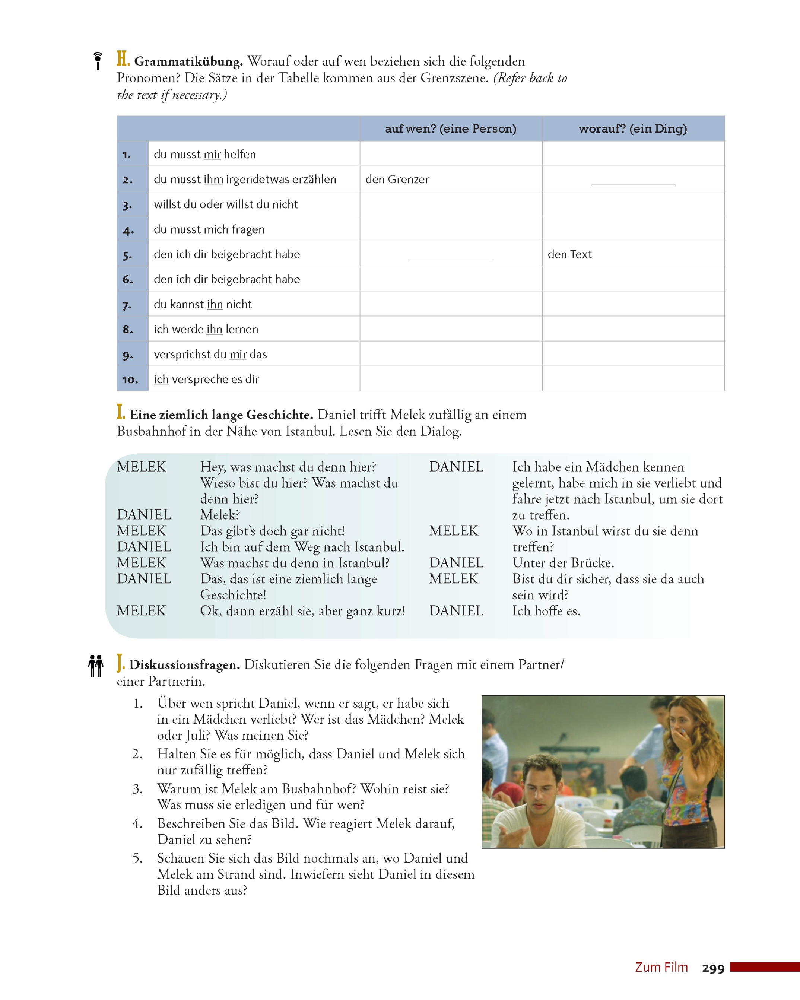 H. Grammatikübung. Worauf oder auf wen beziehen sich die folgenden
Pronomen? Die Sätze in der Tabelle kommen aus der Grenzszene. (Refer back to
the text if necessary.)
auf wen? (eine Person) worauf? (ein Ding)
1. du musst mir helfen
2. du musst ihm irgendetwas erzählen den Grenzer
3. willst du oder willst du nicht
4. du musst mich fragen
5. den ich dir beigebracht habe den Text
6. den ich dir beigebracht habe
7. du kannst ihn nicht
8. ich werde ihn lernen
9. versprichst du mir das
10. ich verspreche es dir
I. Eine ziemlich lange Geschichte. Daniel trifft Melek zufällig an einem
Busbahnhof in der Nähe von Istanbul. Lesen Sie den Dialog.
MELEK Hey, was machst du denn hier?
Wieso bist du hier? Was machst du
denn hier?
DANIEL Melek?
MELEK Das gibt's doch gar nicht!
DANIEL Ich bin auf dem Weg nach Istanbul.
MELEK Was machst du denn in Istanbul?
DANIEL Das, das ist eine ziemlich lange
Geschichte!
MELEK Ok, dann erzähl sie, aber ganz kurz!
DANIEL Ich habe ein Mädchen kennen
gelernt, habe mich in sie verliebt und
fahre jetzt nach Istanbul, um sie dort
zu treffen.
MELEK Wo in Istanbul wirst du sie denn
treffen?
DANIEL Unter der Brücke.
MELEK Bist du dir sicher, dass sie da auch
sein wird?
DANIEL Ich hoffe es.
J. Diskussionsfragen. Diskutieren Sie die folgenden Fragen mit einem Partner/
einer Partnerin.
1. Über wen spricht Daniel, wenn er sagt, er habe sich
in ein Mädchen verliebt? Wer ist das Mädchen? Melek
oder Juli? Was meinen Sie?
2. Halten Sie es für möglich, dass Daniel und Melek sich
nur zufällig treffen?
3. Warum ist Melek am Busbahnhof? Wohin reist sie?
Was muss sie erledigen und für wen?
4. Beschreiben Sie das Bild. Wie reagiert Melek darauf,
Daniel zu sehen?
5. Schauen Sie sich das Bild nochmals an, wo Daniel und
Melek am Strand sind. Inwiefern sieht Daniel in diesem
Bild anders aus?
Zum Film 299